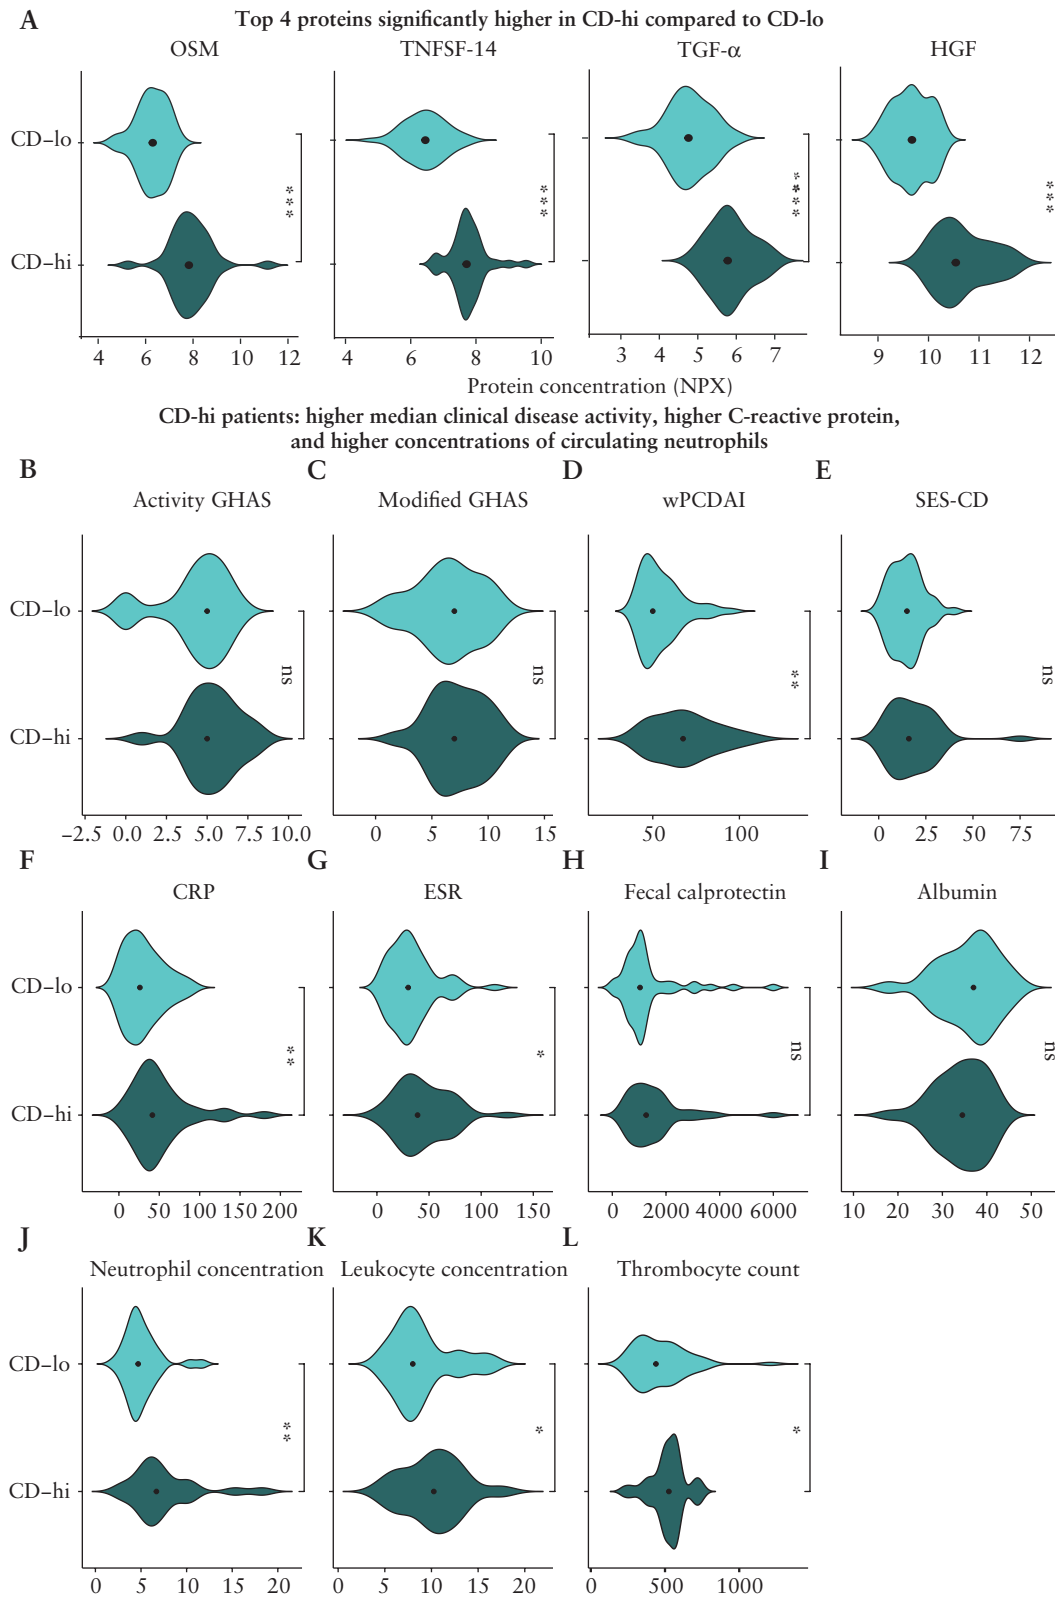 A
Top 4 proteins significantly higher in CD-hi compared to CD-lo
OSM TNFSF-14 TGF-α HGF
CD–lo
*** *** **** ***
CD–hi
4 6 8 10 12 4 6 8 10 3 4 5 6 7 9 10 11 12
Protein concentration (NPX)
CD-hi patients: higher median clinical disease activity, higher C-reactive protein,
and higher concentrations of circulating neutrophils
B C D E
Activity GHAS Modified GHAS wPCDAI SES-CD
CD–lo
ns ns ** ns
CD–hi
–2.5 0.0 2.5 5.0 7.5 10.0 0 5 10 15 50 100 0 25 50 75
F G H I
CRP ESR Fecal calprotectin Albumin
CD–lo
** * ns ns
CD–hi
0 50 100 150 200 0 50 100 150 0 2000 4000 6000 10 20 30 40 50
J K L
Neutrophil concentration Leukocyte concentration Thrombocyte count
CD–lo
** * *
CD–hi
0 5 10 15 20 0 5 10 15 20 0 500 1000